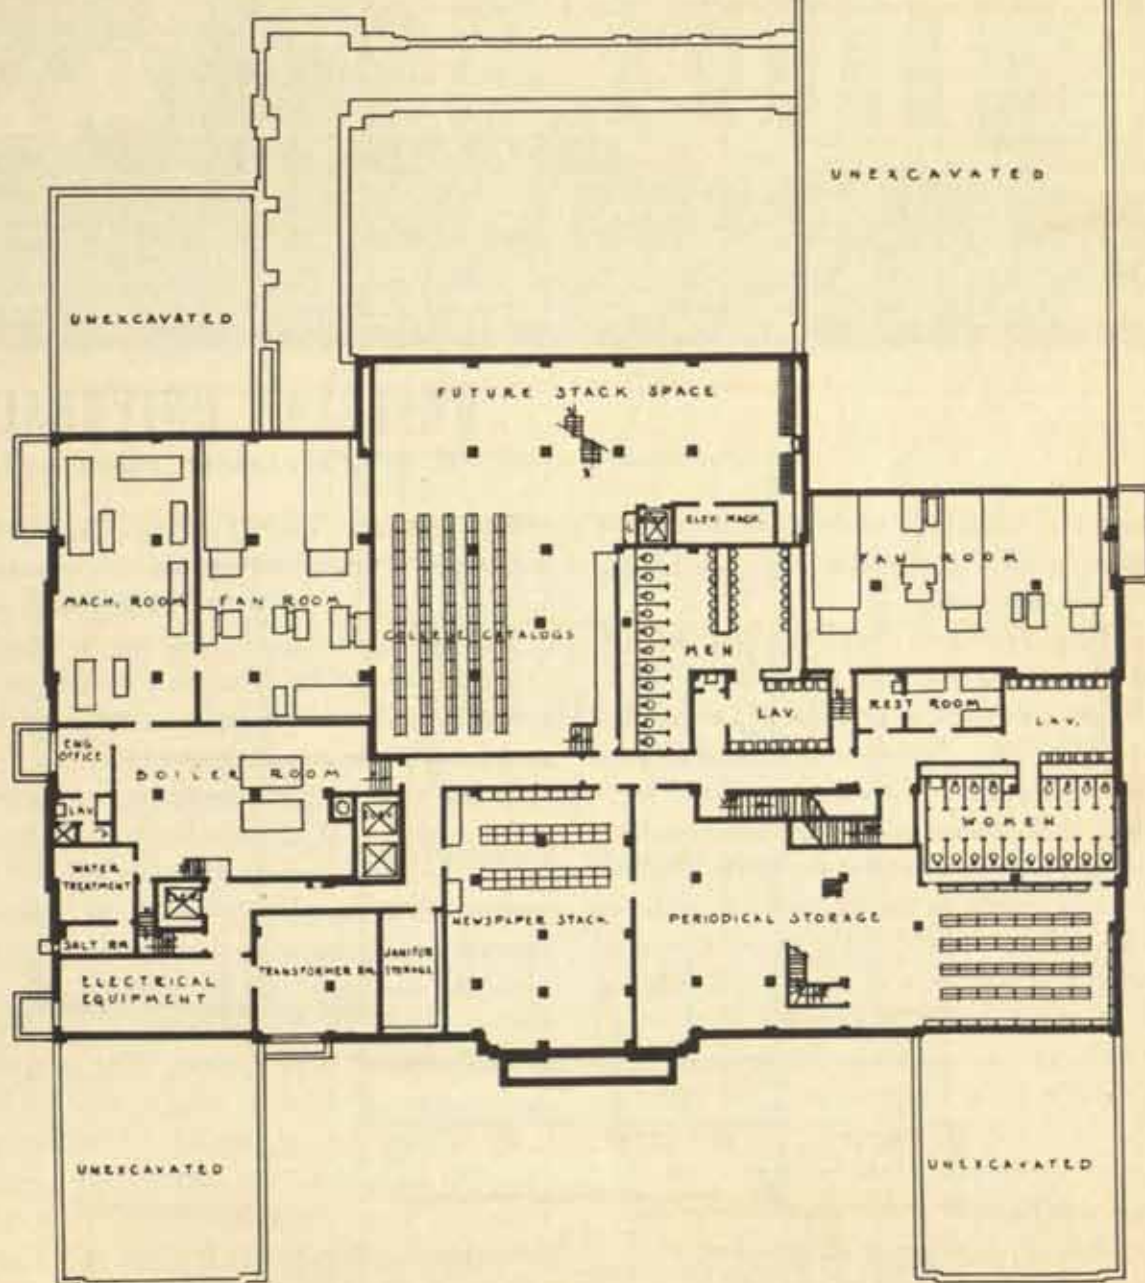 UNEXCAVATED
UNEXCAVATED
FUTURE STACK SPACE
ELEV. MACH.
FAN ROOM
MACH. ROOM
FAN ROOM
COLLEGE CATALOGS
MEN
REST ROOM
LAV.
LAV.
ENG.
OFFICE
BOILER ROOM
LAV.
WOMEN
WATER
TREATMENT
NEWSPAPER STACK
PERIODICAL STORAGE
SALT RM.
TRANSFORMER RM.
JANITOR
STORAGE
ELECTRICAL
EQUIPMENT
UNEXCAVATED
UNEXCAVATED